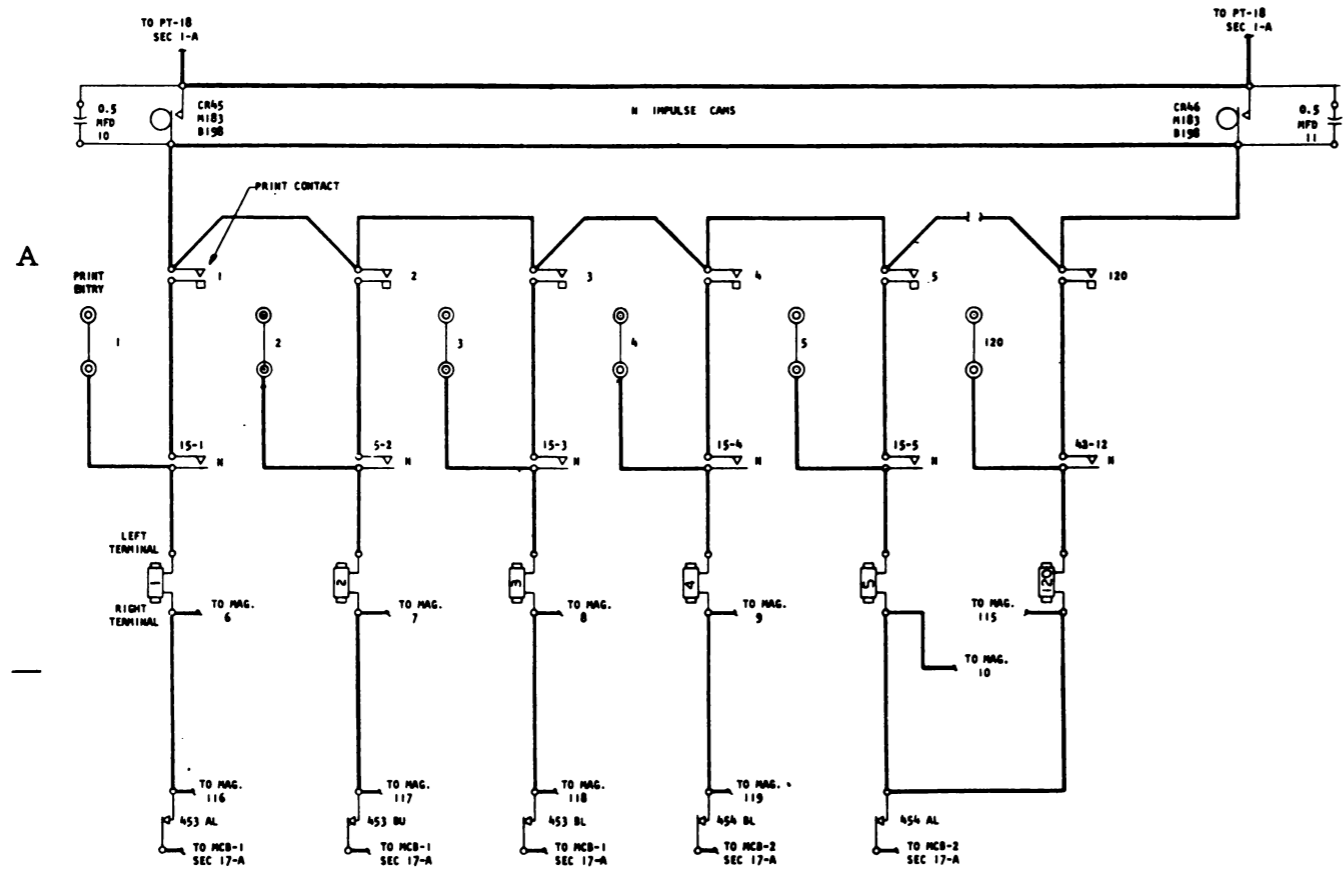 TO PT-18
SEC 1-A
TO PT-18
SEC 1-A
0.5
MFD
10
CR45
M183
B198
N IMPULSE CAMS
CR46
M183
B198
0.5
MFD
11
PRINT CONTACT
A
PRINT
ENTRY
1
2
3
4
5
120
1
2
3
4
5
120
15-1
N
5-2
N
15-3
N
15-4
N
15-5
N
42-12
N
LEFT
TERMINAL
1
2
3
4
5
120
RIGHT
TERMINAL
TO MAG.
6
TO MAG.
7
TO MAG.
8
TO MAG.
9
TO MAG.
115
TO MAG.
10
TO MAG.
116
TO MAG.
117
TO MAG.
118
TO MAG.
119
453 AL
453 BU
453 BL
454 BL
454 AL
TO MCB-1
SEC 17-A
TO MCB-1
SEC 17-A
TO MCB-1
SEC 17-A
TO MCB-2
SEC 17-A
TO MCB-2
SEC 17-A